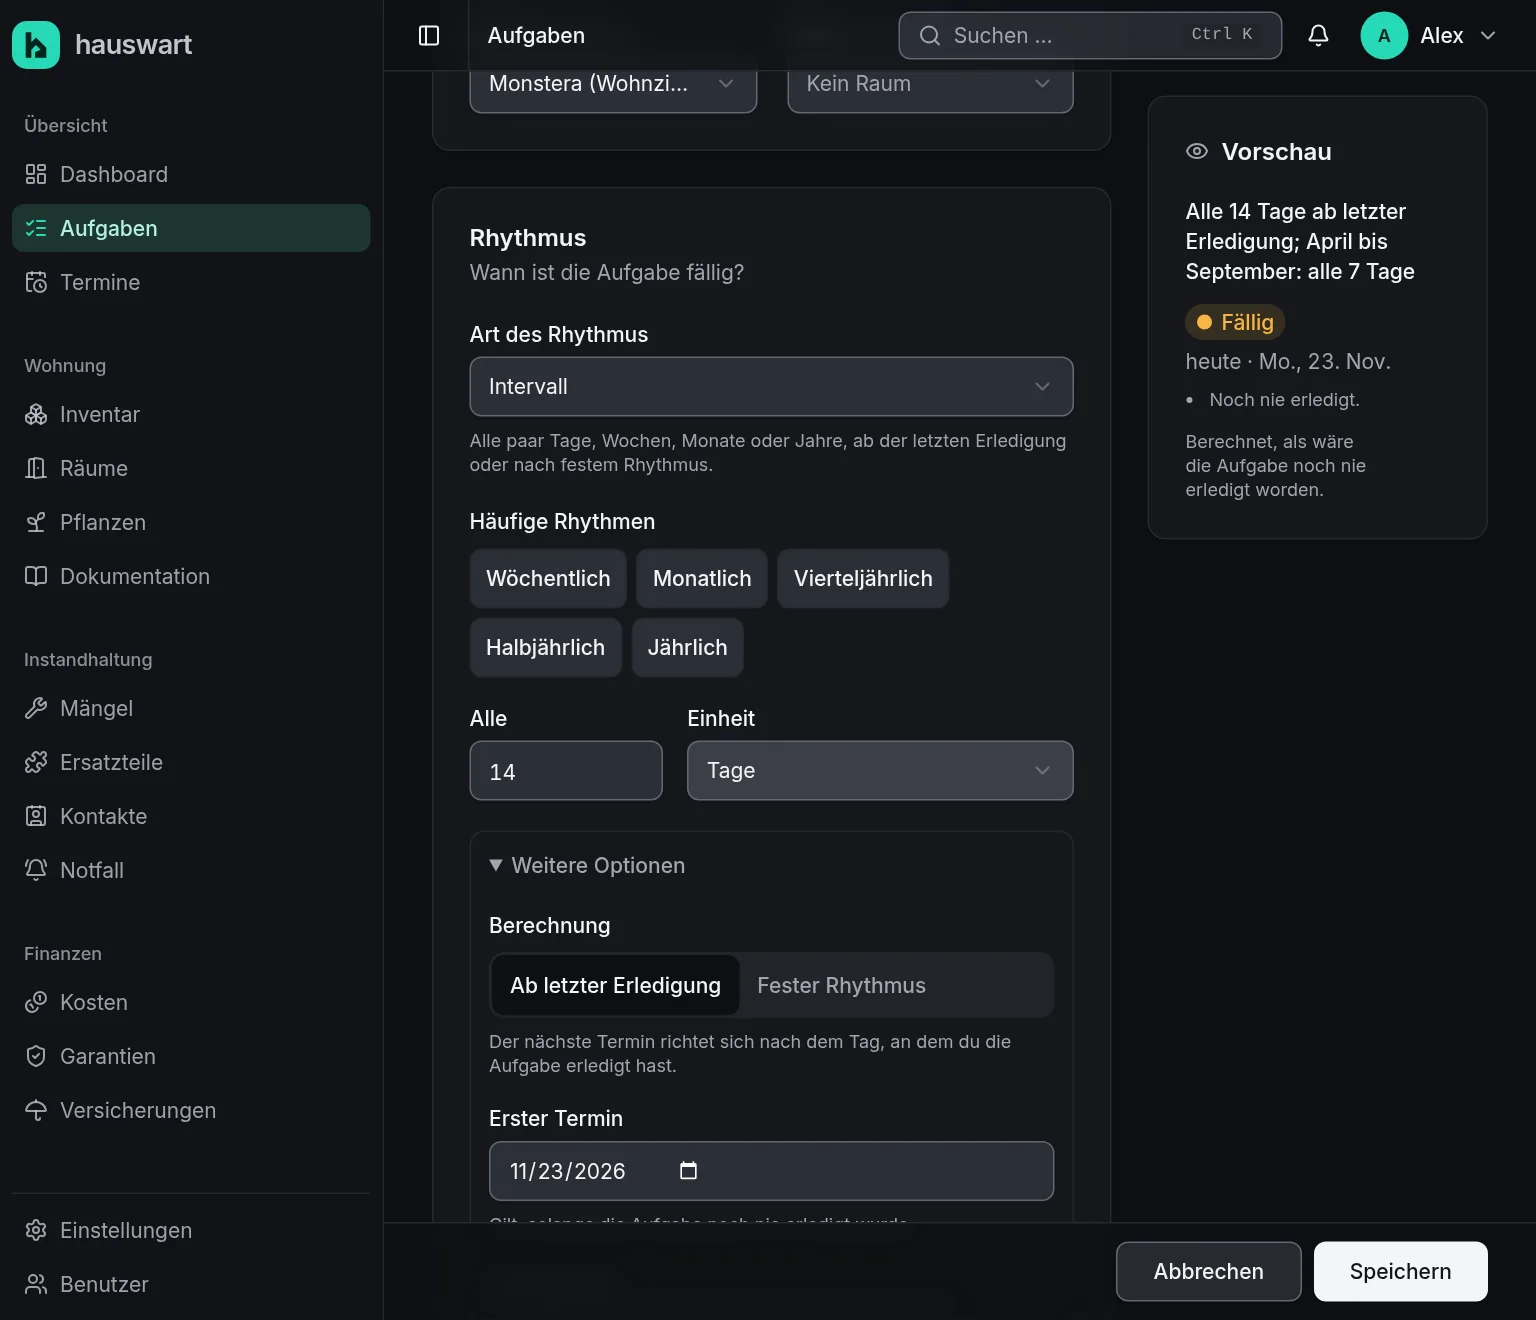 hauswart
Übersicht
Dashboard
Aufgaben
Termine
Wohnung
Inventar
Räume
Pflanzen
Dokumentation
Instandhaltung
Mängel
Ersatzteile
Kontakte
Notfall
Finanzen
Kosten
Garantien
Versicherungen
Einstellungen
Benutzer
Aufgaben
Suchen ... Ctrl K
A Alex
Monstera (Wohnzi...
Kein Raum
Rhythmus
Wann ist die Aufgabe fällig?
Art des Rhythmus
Intervall
Alle paar Tage, Wochen, Monate oder Jahre, ab der letzten Erledigung
oder nach festem Rhythmus.
Häufige Rhythmen
Wöchentlich Monatlich Vierteljährlich
Halbjährlich Jährlich
Alle Einheit
14 Tage
▼ Weitere Optionen
Berechnung
Ab letzter Erledigung Fester Rhythmus
Der nächste Termin richtet sich nach dem Tag, an dem du die
Aufgabe erledigt hast.
Erster Termin
11/23/2026
Abbrechen Speichern
Vorschau
Alle 14 Tage ab letzter
Erledigung; April bis
September: alle 7 Tage
Fällig
heute · Mo., 23. Nov.
• Noch nie erledigt.
Berechnet, als wäre
die Aufgabe noch nie
erledigt worden.